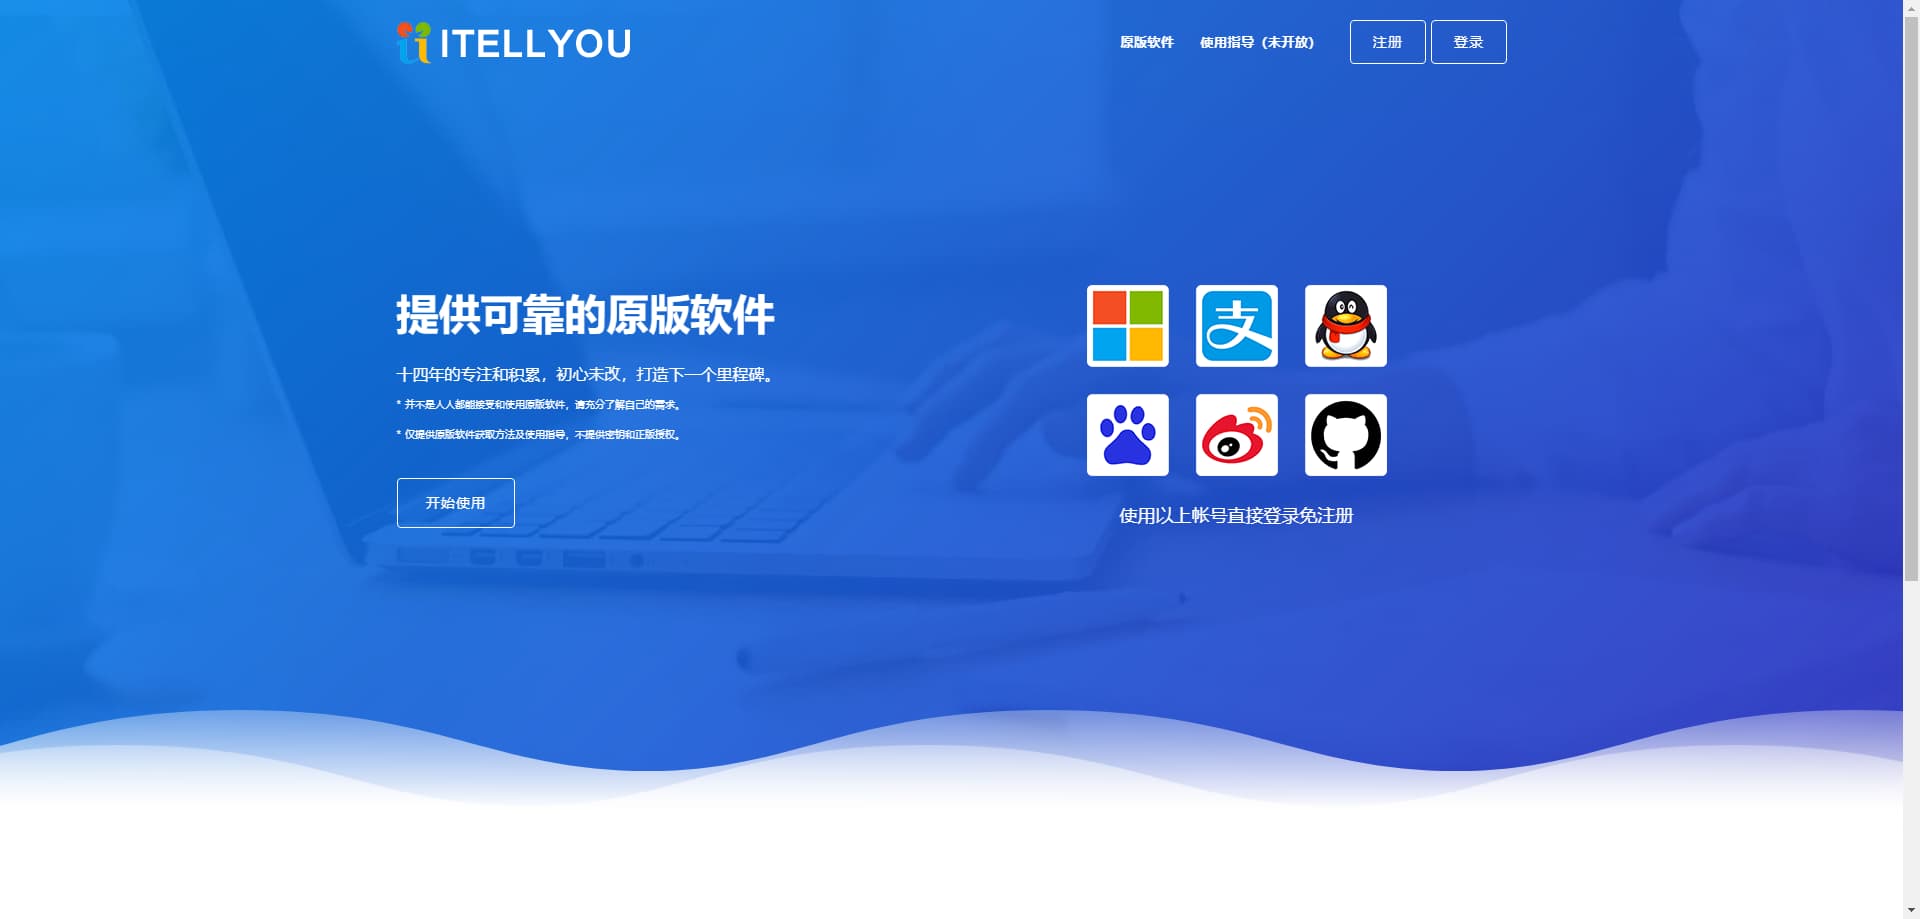 ITELLYOU
原版软件 使用指导（未开放） 注册 登录
提供可靠的原版软件
十四年的专注和积累，初心未改，打造下一个里程碑。
* 并不是人人都能接受和使用原版软件，请充分了解自己的需求。
* 仅提供原版软件获取方法及使用指导，不提供密钥和正版授权。
开始使用
支
使用以上帐号直接登录免注册